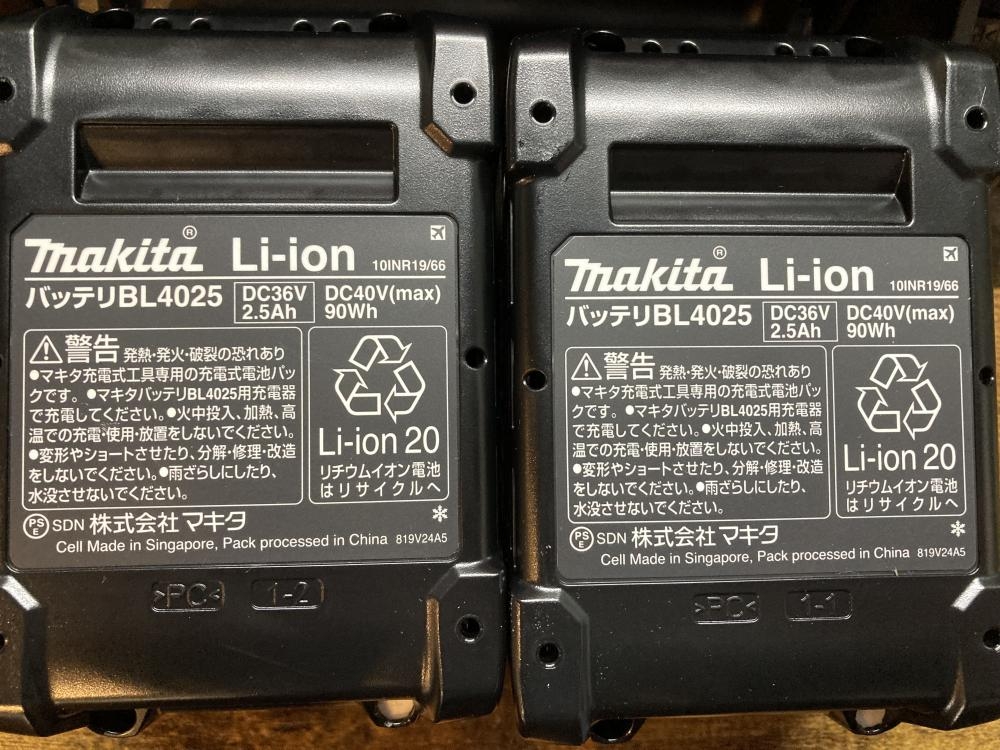 makita® Li-ion 10INR19/66
バッテリBL4025 DC36V 2.5Ah DC40V(max) 90Wh
⚠警告 発熱・発火・破裂の恐れあり
●マキタ充電式工具専用の充電式電池パッ
クです。●マキタバッテリBL4025用充電器
で充電してください。●火中投入、加熱、高
温での充電・使用・放置をしないでください。
●変形やショートさせたり、分解・修理・改造
をしないでください。●雨ざらしにしたり、
水没させないでください。
Li-ion 20
リチウムイオン電池
はリサイクルへ
PSE SDN 株式会社 マキタ
Cell Made in Singapore, Pack processed in China 819V24A5
>PC< 1-2
makita® Li-ion 10INR19/66
バッテリBL4025 DC36V 2.5Ah DC40V(max) 90Wh
⚠警告 発熱・発火・破裂の恐れあり
●マキタ充電式工具専用の充電式電池パッ
クです。●マキタバッテリBL4025用充電器
で充電してください。●火中投入、加熱、高
温での充電・使用・放置をしないでください。
●変形やショートさせたり、分解・修理・改造
をしないでください。●雨ざらしにしたり、
水没させないでください。
Li-ion 20
リチウムイオン電池
はリサイクルへ
PSE SDN 株式会社 マキタ
Cell Made in Singapore, Pack processed in China 819V24A5
>PC< 1-1